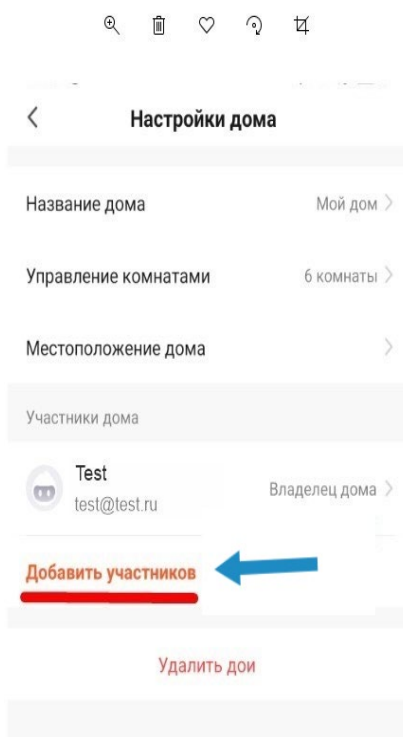 Настройки дома
Название дома Мой дом
Управление комнатами 6 комнаты
Местоположение дома
Участники дома
Test
test@test.ru Владелец дома
Добавить участников
Удалить дои